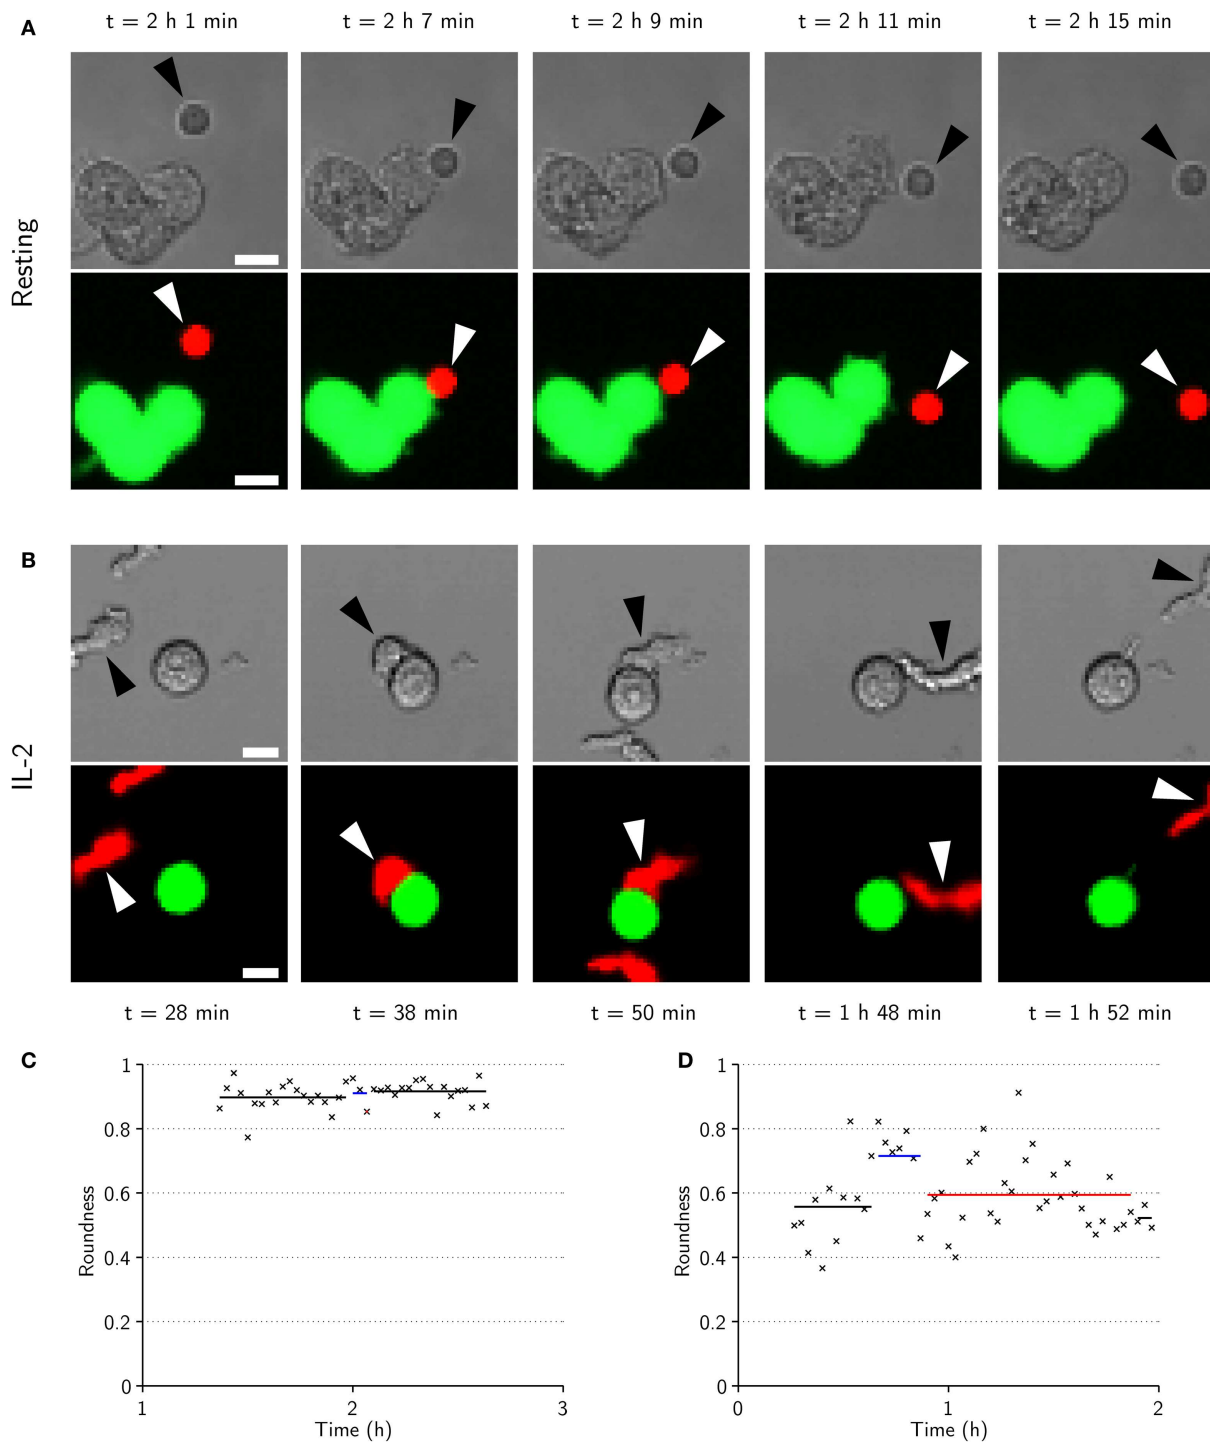 A
t = 2 h 1 min
t = 2 h 7 min
t = 2 h 9 min
t = 2 h 11 min
t = 2 h 15 min
Resting
B
IL-2
t = 28 min
t = 38 min
t = 50 min
t = 1 h 48 min
t = 1 h 52 min
C
1
0.8
0.6
0.4
0.2
0
Roundness
1
2
3
Time (h)
D
1
0.8
0.6
0.4
0.2
0
Roundness
0
1
2
Time (h)